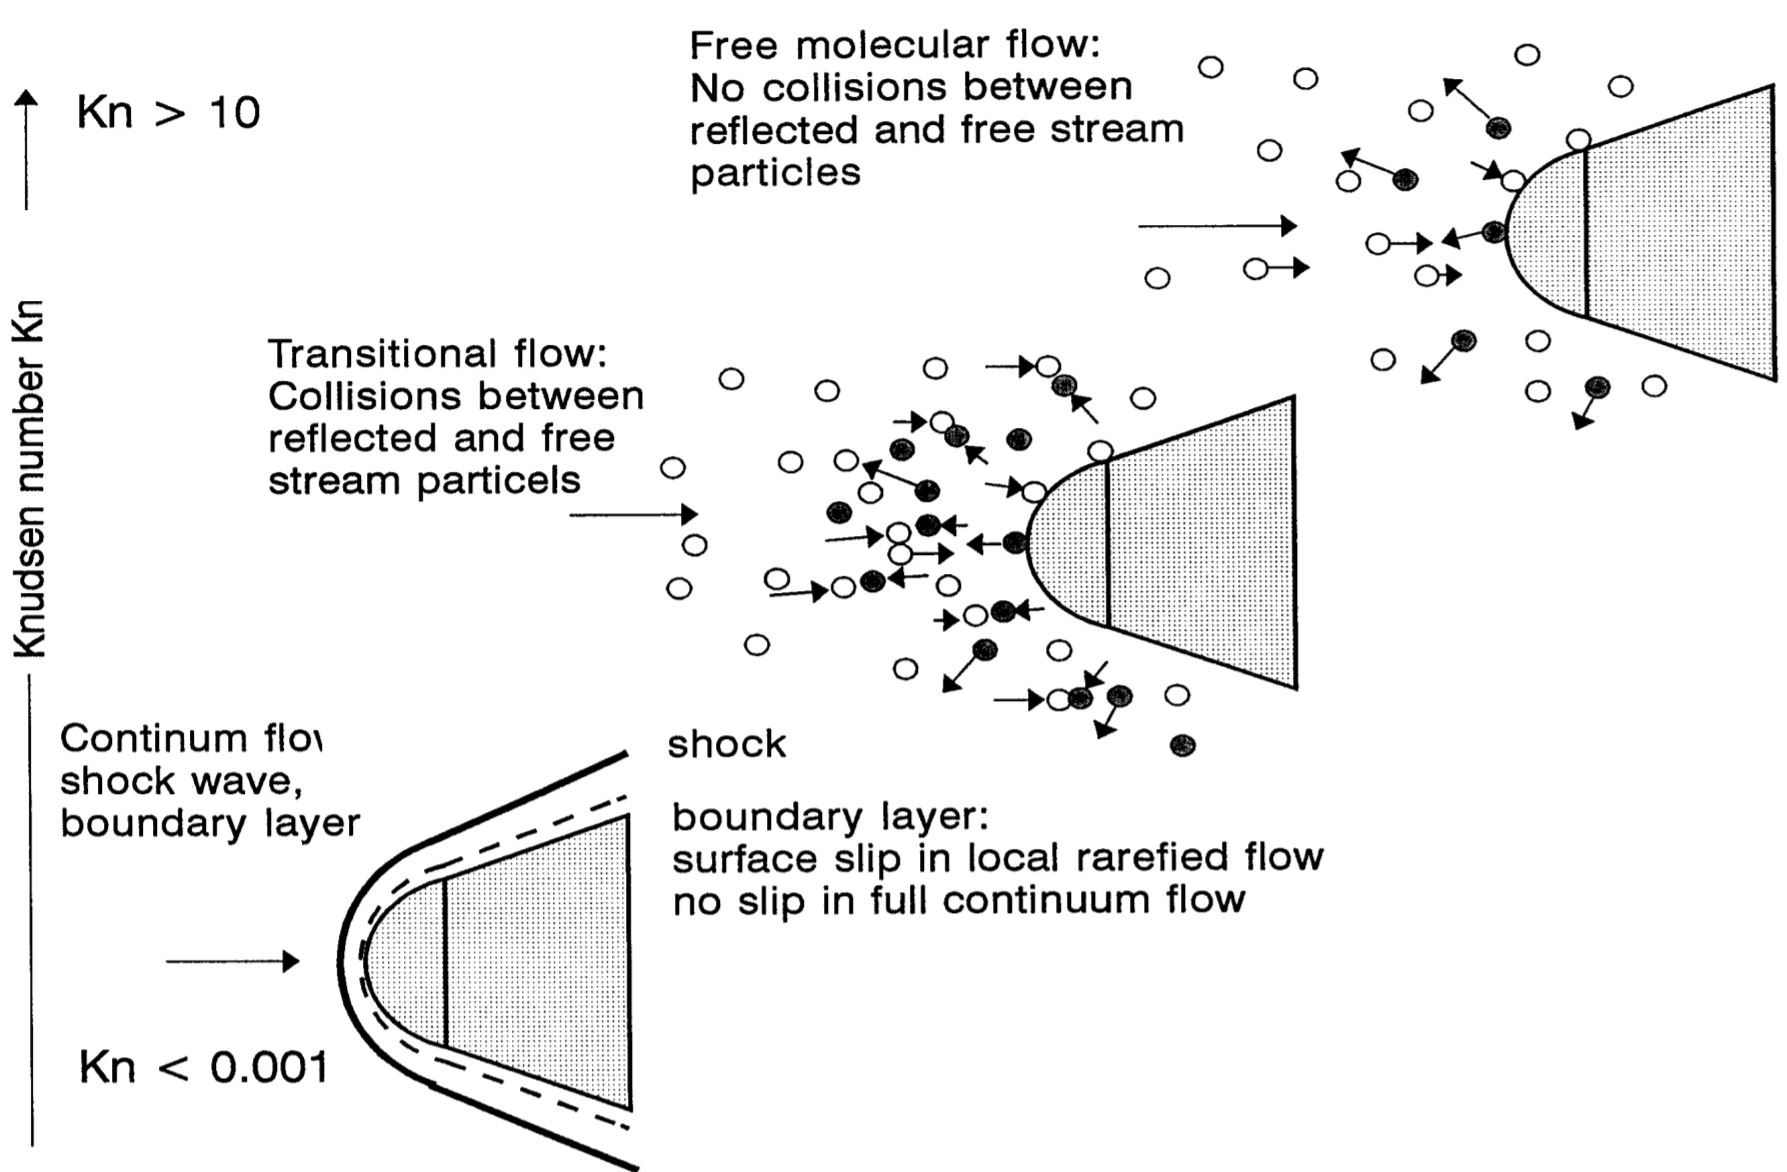 Free molecular flow:
No collisions between
reflected and free stream
particles
Kn > 10
Knudsen number Kn
Transitional flow:
Collisions between
reflected and free
stream particels
Continum flo
shock wave,
boundary layer
shock
boundary layer:
surface slip in local rarefied flow
no slip in full continuum flow
Kn < 0.001